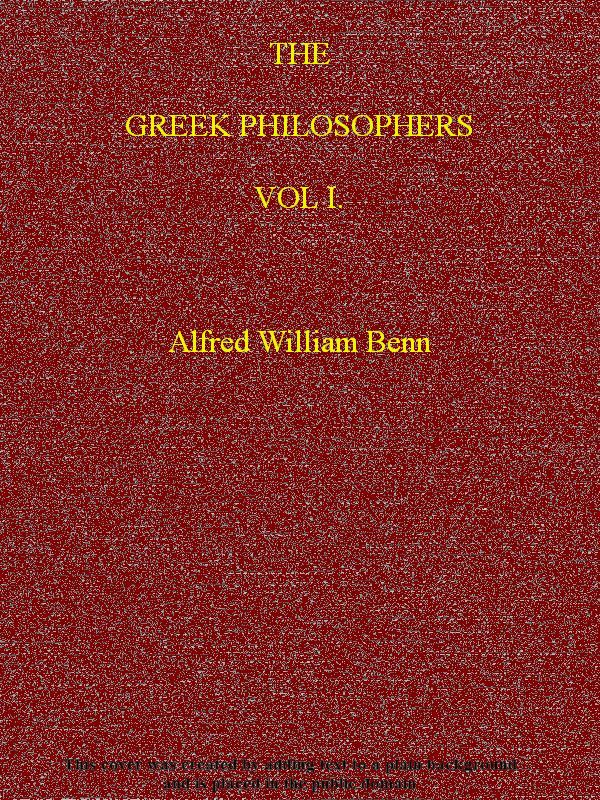 THE
GREEK PHILOSOPHERS
VOL I.
Alfred William Benn
This cover was created by adding text to a plain background
and is placed in the public domain